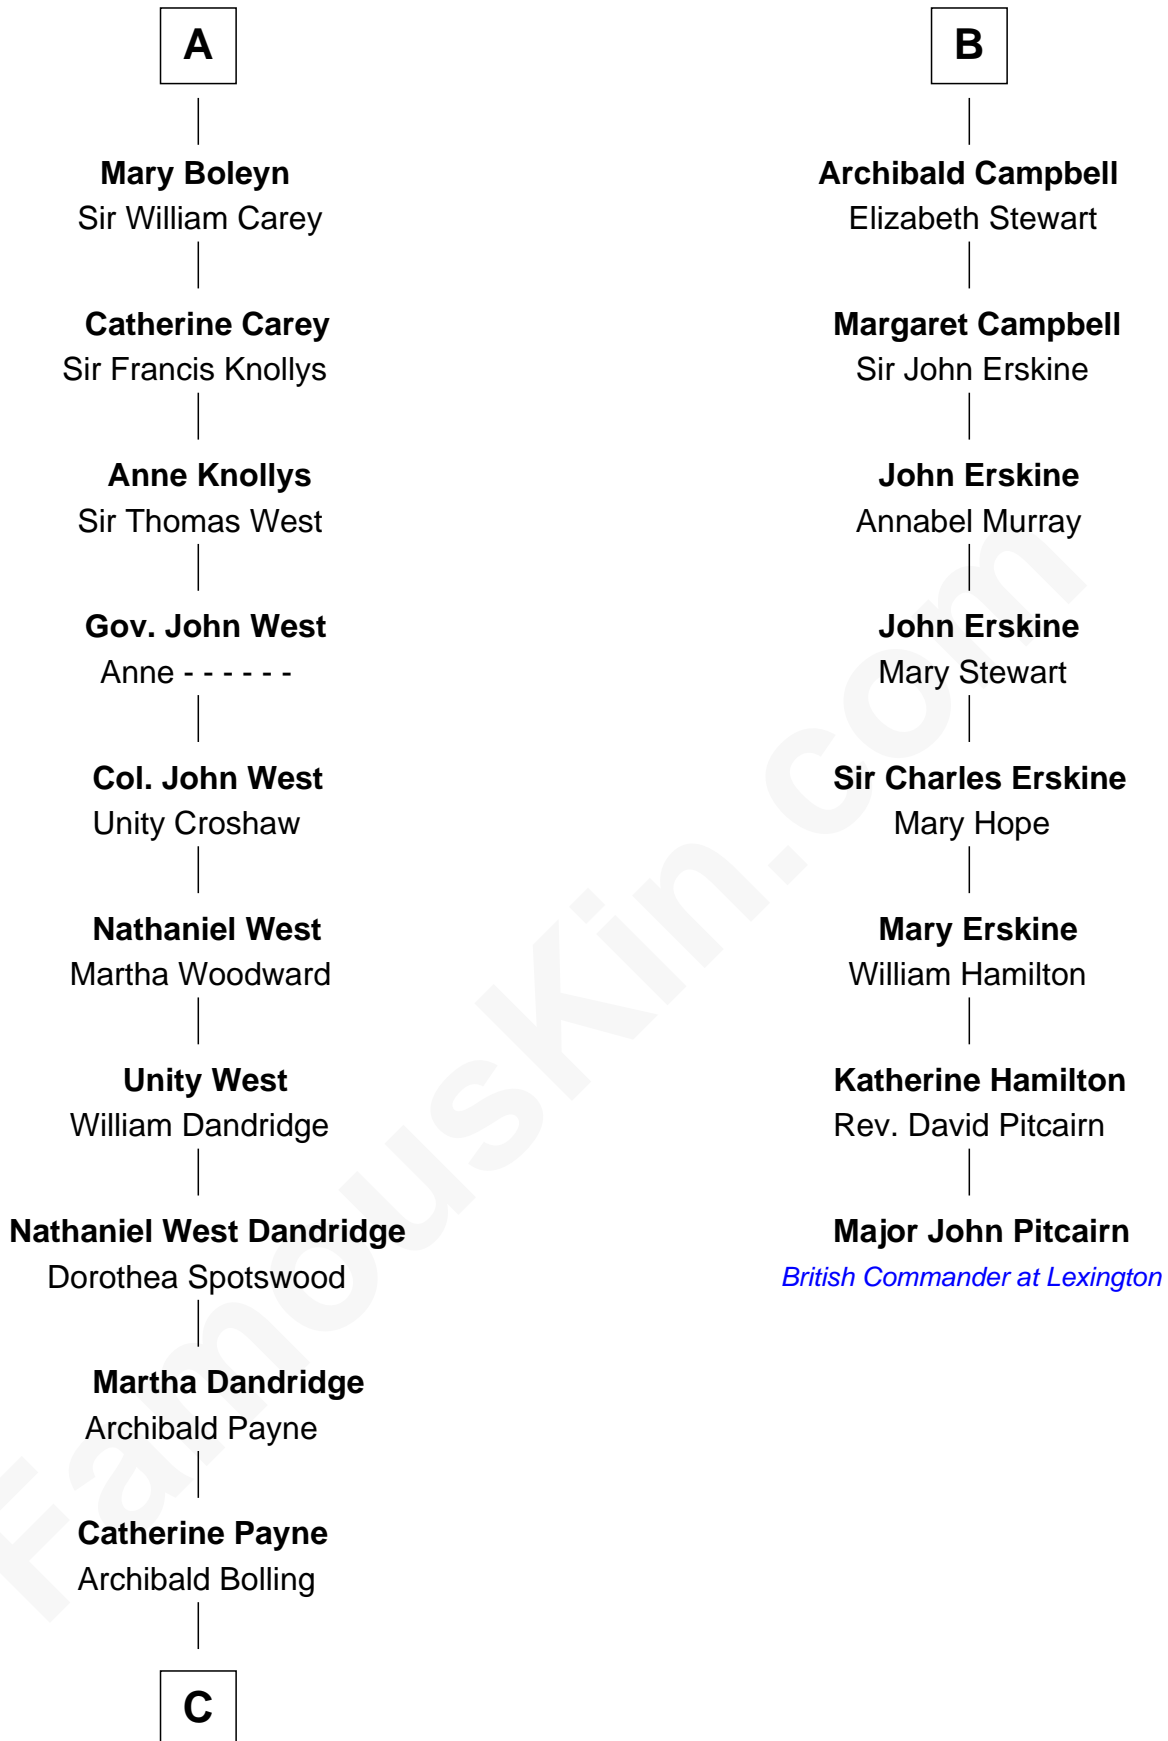 A
Mary Boleyn
Sir William Carey
Catherine Carey
Sir Francis Knollys
Anne Knollys
Sir Thomas West
Gov. John West
Anne - - - - - -
Col. John West
Unity Croshaw
Nathaniel West
Martha Woodward
Unity West
William Dandridge
Nathaniel West Dandridge
Dorothea Spotswood
Martha Dandridge
Archibald Payne
Catherine Payne
Archibald Bolling
C
B
Archibald Campbell
Elizabeth Stewart
Margaret Campbell
Sir John Erskine
John Erskine
Annabel Murray
John Erskine
Mary Stewart
Sir Charles Erskine
Mary Hope
Mary Erskine
William Hamilton
Katherine Hamilton
Rev. David Pitcairn
Major John Pitcairn
British Commander at Lexington
FamousKin.com